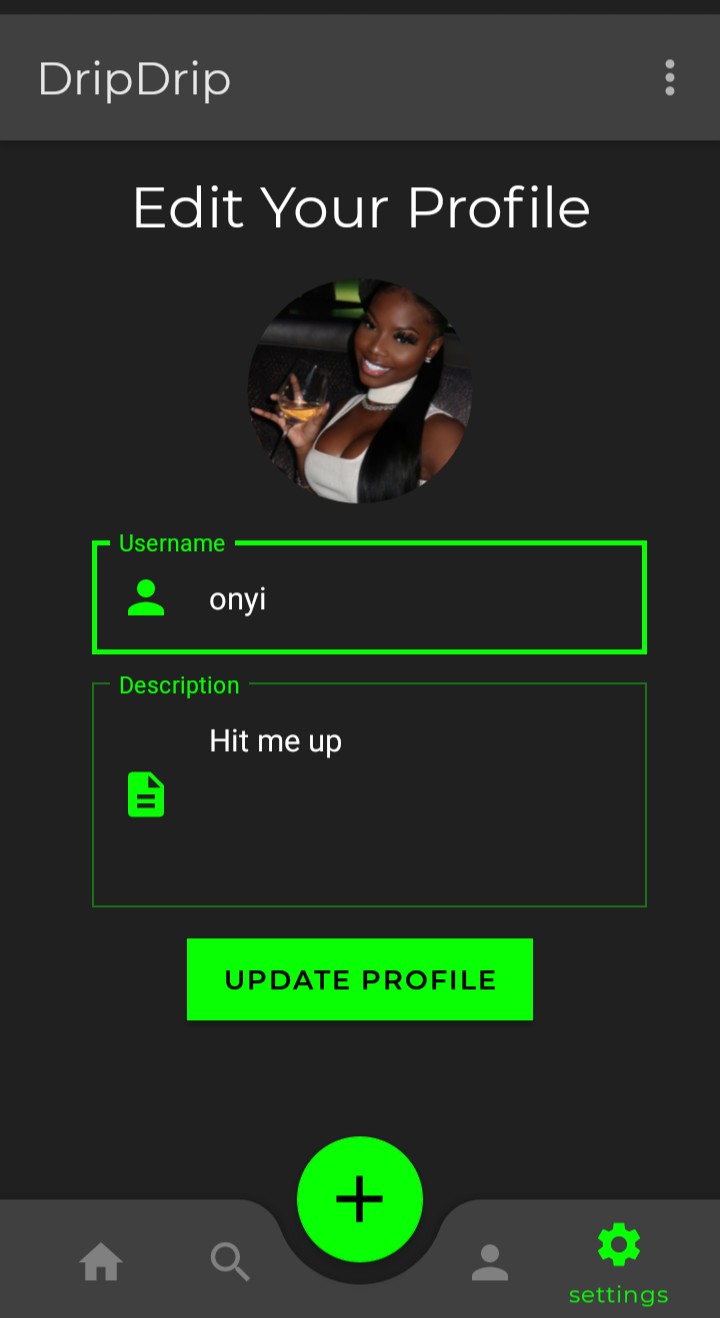 DripDrip
Edit Your Profile
Username
onyi
Description
Hit me up
UPDATE PROFILE
settings